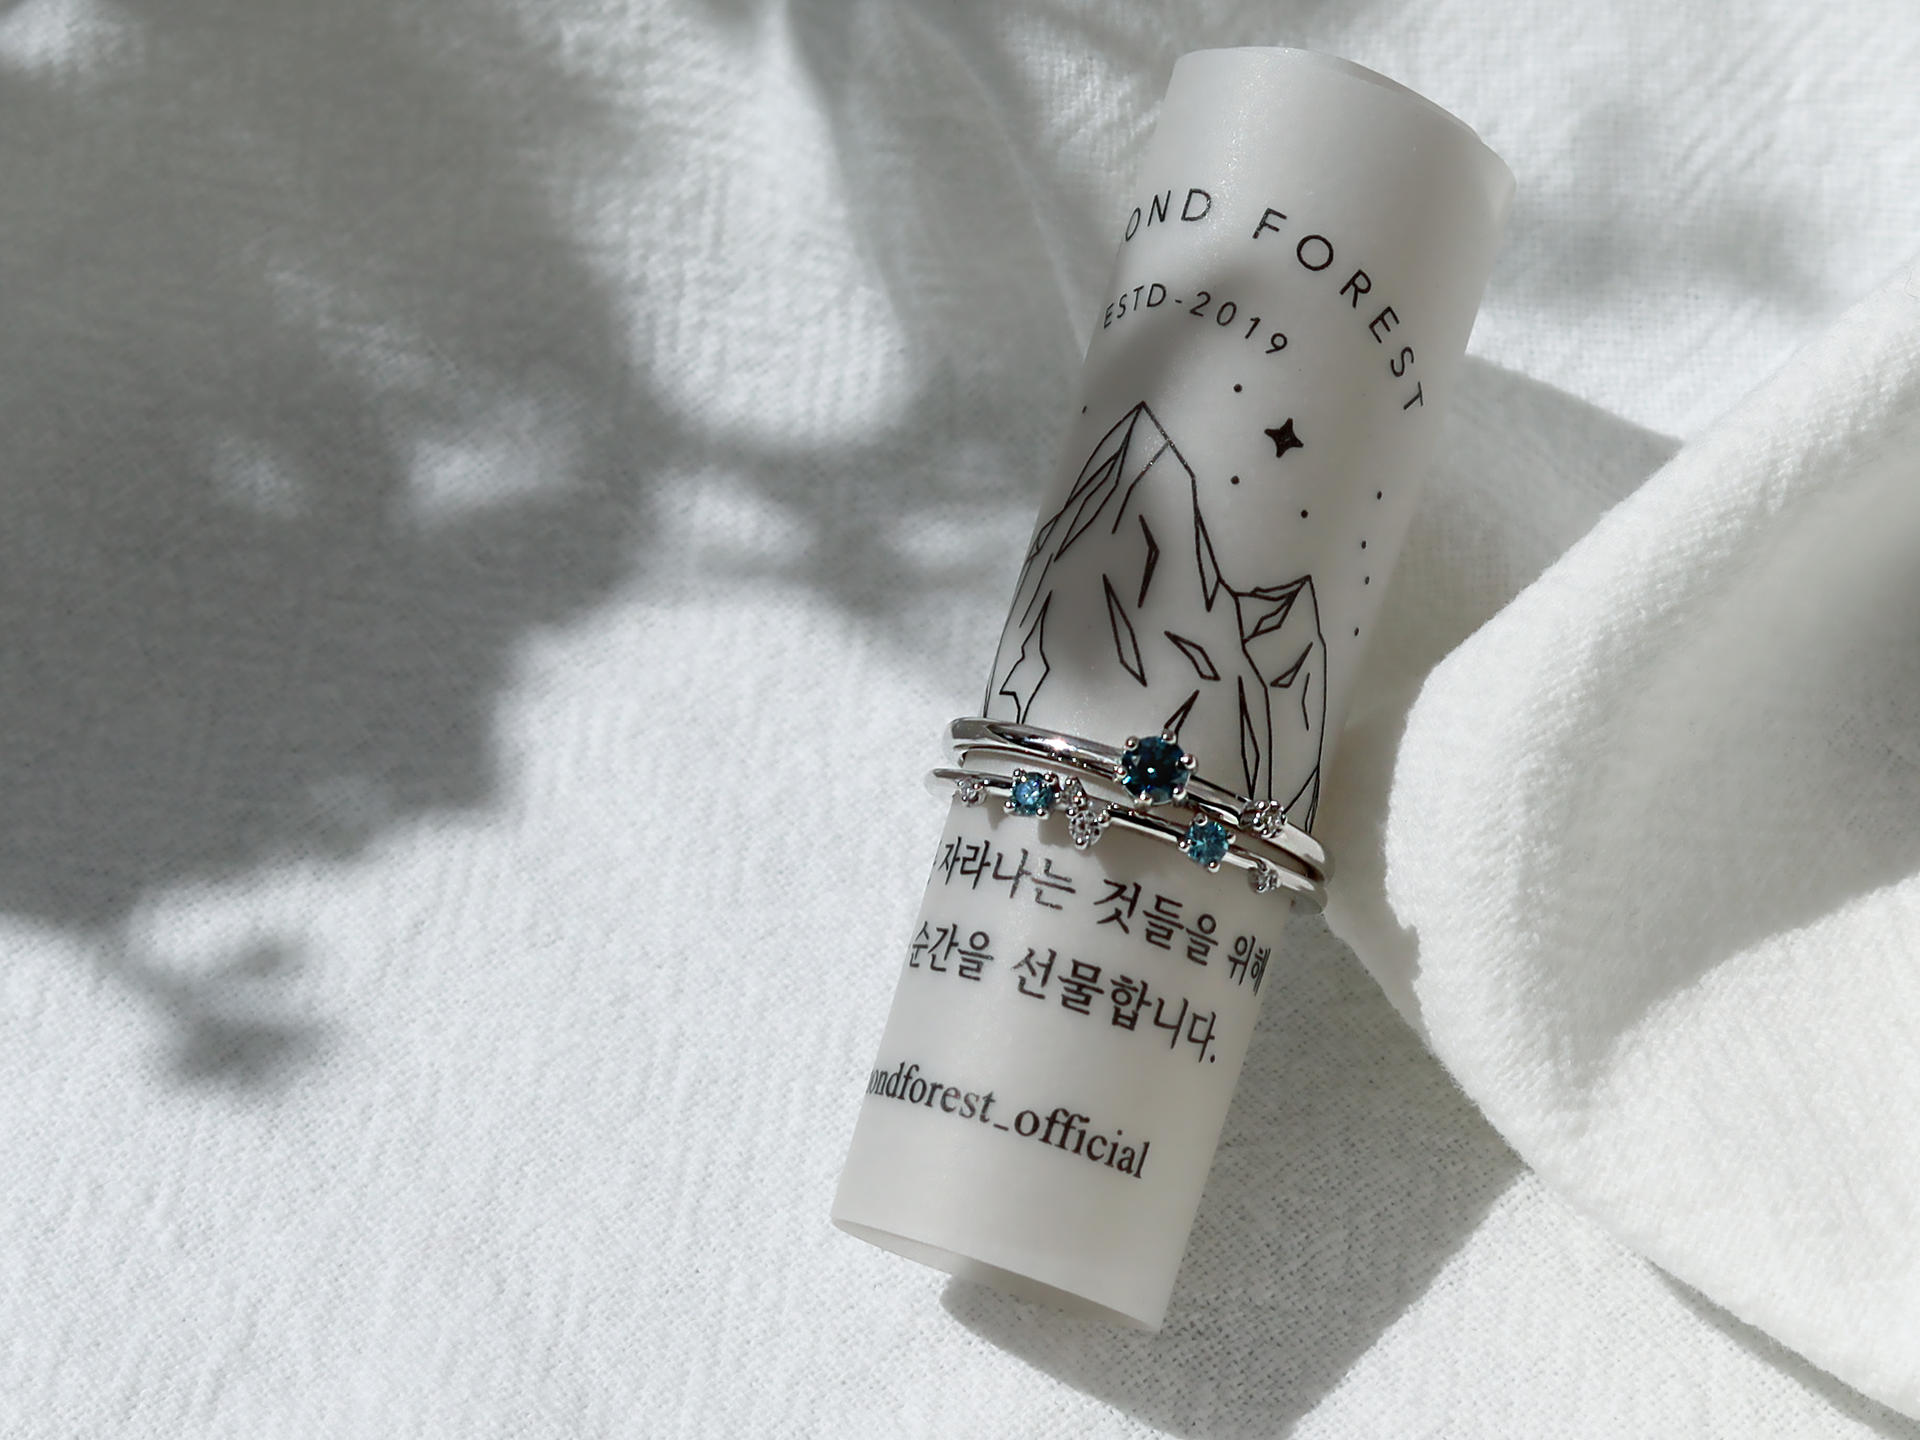 OND FOREST
ESTD-2019
자라나는 것들을 위해
순간을 선물합니다.
ondforest_official